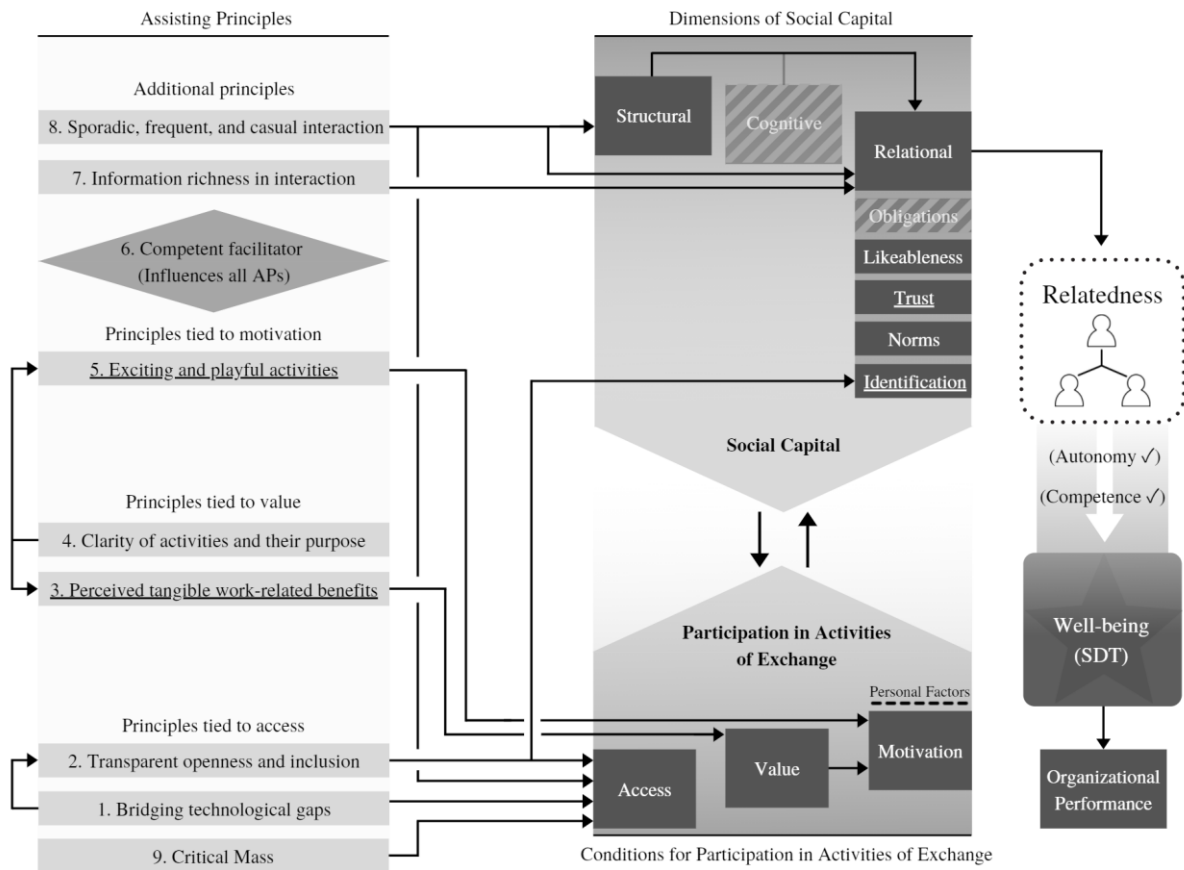 Assisting Principles
Additional principles
8. Sporadic, frequent, and casual interaction
7. Information richness in interaction
6. Competent facilitator
(Influences all APs)
Principles tied to motivation
5. Exciting and playful activities
Principles tied to value
4. Clarity of activities and their purpose
3. Perceived tangible work-related benefits
Principles tied to access
2. Transparent openness and inclusion
1. Bridging technological gaps
9. Critical Mass
Dimensions of Social Capital
Structural
Cognitive
Relational
Obligations
Likeableness
Trust
Norms
Identification
Social Capital
Participation in Activities
of Exchange
Personal Factors
Motivation
Value
Access
Conditions for Participation in Activities of Exchange
Relatedness
(Autonomy ✓)
(Competence ✓)
Well-being
(SDT)
Organizational
Performance